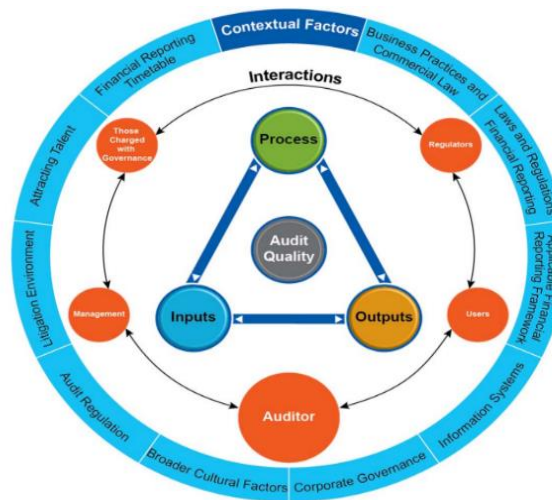 Contextual Factors
Business Practices and
Commercial Law
Laws and Regulations
Financial Reporting
Applicable Financial
Reporting Framework
Information Systems
Corporate Governance
Broader Cultural Factors
Audit Regulation
Litigation Environment
Attracting Talent
Financial Reporting
Timetable
Interactions
Those
Charged
with
Governance
Process
Regulators
Audit
Quality
Management
Inputs
Outputs
Users
Auditor